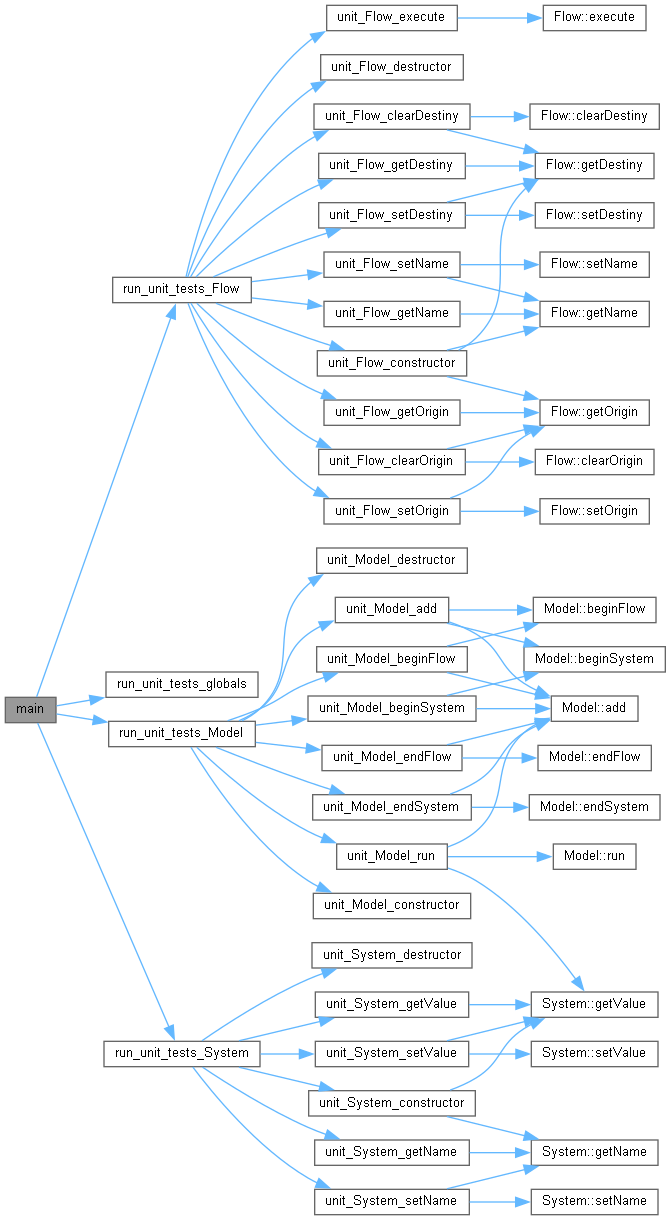 main
run_unit_tests_Flow
run_unit_tests_globals
run_unit_tests_Model
run_unit_tests_System
unit_Flow_execute
unit_Flow_destructor
unit_Flow_clearDestiny
unit_Flow_getDestiny
unit_Flow_setDestiny
unit_Flow_setName
unit_Flow_getName
unit_Flow_constructor
unit_Flow_getOrigin
unit_Flow_clearOrigin
unit_Flow_setOrigin
unit_Model_destructor
unit_Model_add
unit_Model_beginFlow
unit_Model_beginSystem
unit_Model_endFlow
unit_Model_endSystem
unit_Model_run
unit_Model_constructor
unit_System_destructor
unit_System_getValue
unit_System_setValue
unit_System_constructor
unit_System_getName
unit_System_setName
Flow::execute
Flow::clearDestiny
Flow::getDestiny
Flow::setDestiny
Flow::setName
Flow::getName
Flow::getOrigin
Flow::clearOrigin
Flow::setOrigin
Model::beginFlow
Model::beginSystem
Model::add
Model::endFlow
Model::endSystem
Model::run
System::getValue
System::setValue
System::getName
System::setName